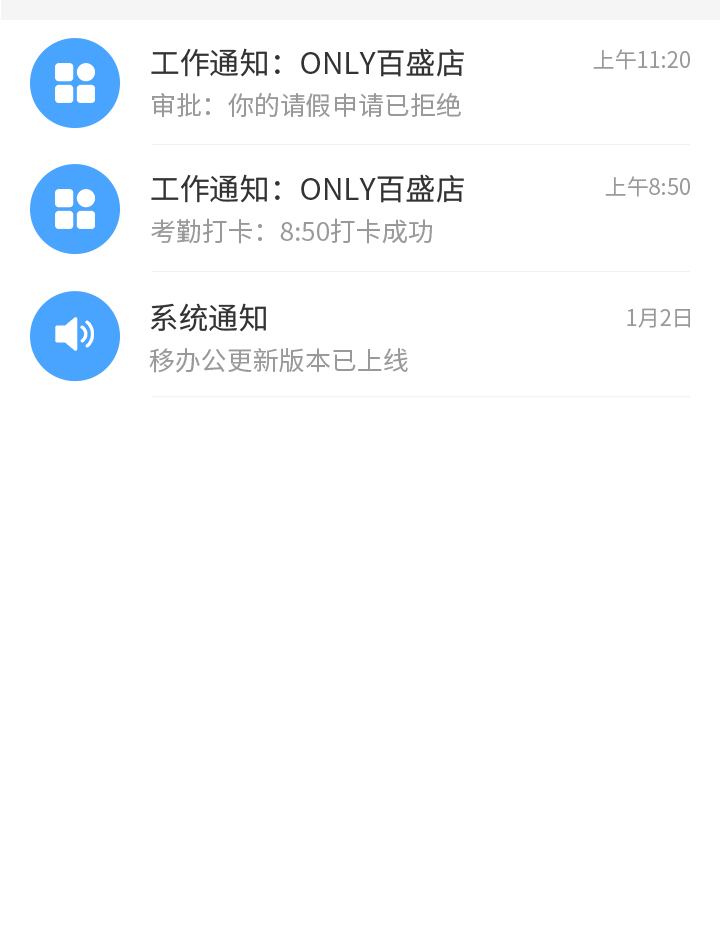 工作通知：ONLY百盛店
上午11:20
审批：你的请假申请已拒绝
工作通知：ONLY百盛店
上午8:50
考勤打卡：8:50打卡成功
系统通知
1月2日
移办公更新版本已上线